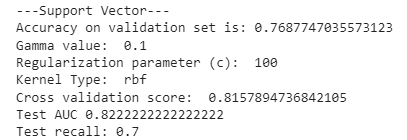 ---Support Vector---
Accuracy on validation set is: 0.7687747035573123
Gamma value:  0.1
Regularization parameter (c):  100
Kernel Type:  rbf
Cross validation score:  0.8157894736842105
Test AUC 0.8222222222222222
Test recall: 0.7